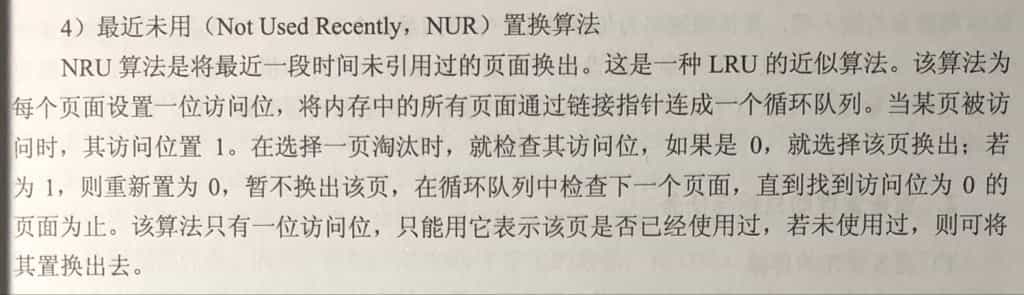 4）最近未用（Not Used Recently，NUR）置换算法
NRU 算法是将最近一段时间未引用过的页面换出。这是一种 LRU 的近似算法。该算法为
每个页面设置一位访问位，将内存中的所有页面通过链接指针连成一个循环队列。当某页被访
问时，其访问位置 1。在选择一页淘汰时，就检查其访问位，如果是 0，就选择该页换出；若
为 1，则重新置为 0，暂不换出该页，在循环队列中检查下一个页面，直到找到访问位为 0 的
页面为止。该算法只有一位访问位，只能用它表示该页是否已经使用过，若未使用过，则可将
其置换出去。